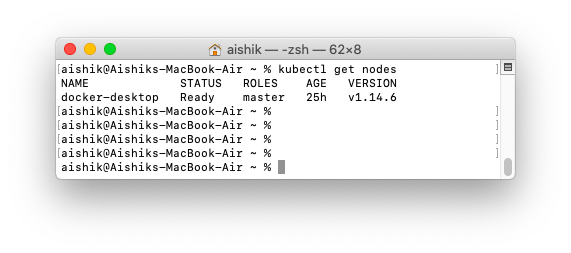 aishik — -zsh — 62×8
[aishik@Aishiks-MacBook-Air ~ % kubectl get nodes ]
NAME STATUS ROLES AGE VERSION
docker-desktop Ready master 25h v1.14.6
[aishik@Aishiks-MacBook-Air ~ % ]
[aishik@Aishiks-MacBook-Air ~ % ]
[aishik@Aishiks-MacBook-Air ~ % ]
[aishik@Aishiks-MacBook-Air ~ % ]
aishik@Aishiks-MacBook-Air ~ %